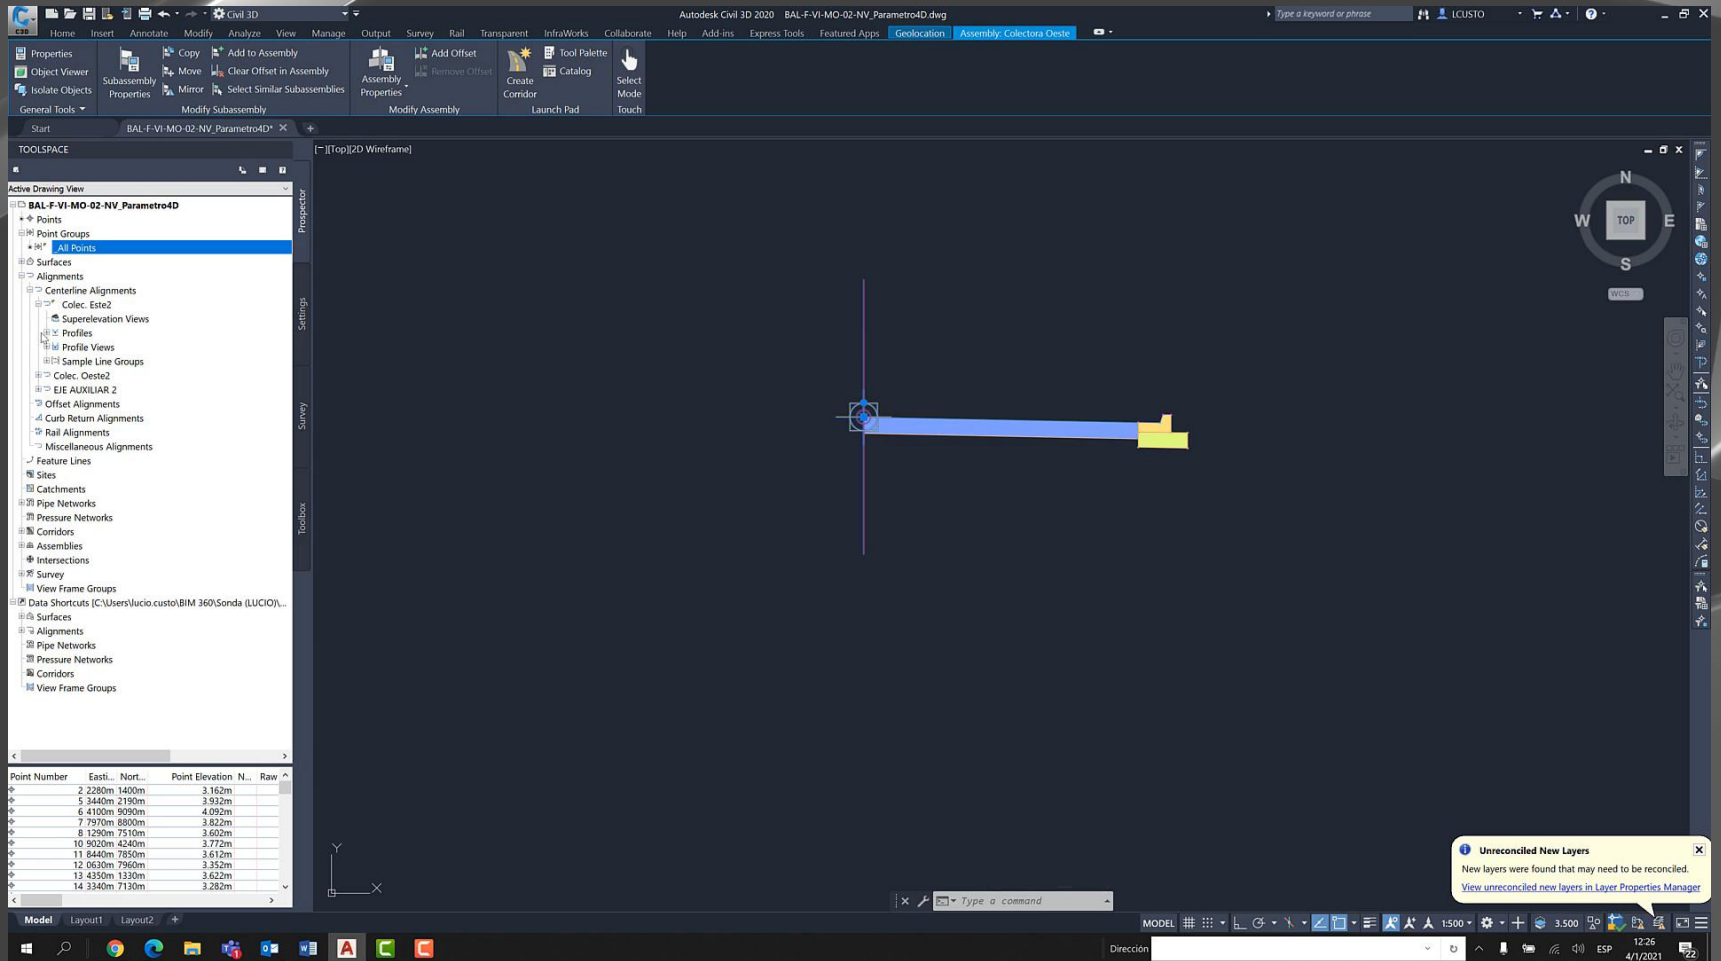 C3D
Civil 3D
Autodesk Civil 3D 2020 BAL-F-VI-MO-02-NV_Parametro4D.dwg
Type a keyword or phrase
LCUSTO
Home Insert Annotate Modify Analyze View Manage Output Survey Rail Transparent InfraWorks Collaborate Help Add-ins Express Tools Featured Apps Geolocation Assembly: Colectora Oeste
Properties
Object Viewer
Isolate Objects
General Tools
Subassembly
Properties
Copy
Move
Mirror
Add to Assembly
Clear Offset in Assembly
Select Similar Subassemblies
Modify Subassembly
Assembly
Properties
Add Offset
Remove Offset
Modify Assembly
Create
Corridor
Tool Palette
Catalog
Launch Pad
Select
Mode
Touch
Start
BAL-F-VI-MO-02-NV_Parametro4D*
TOOLSPACE
Active Drawing View
BAL-F-VI-MO-02-NV_Parametro4D
Points
Point Groups
All Points
Surfaces
Alignments
Centerline Alignments
Colec. Este2
Superelevation Views
Profiles
Profile Views
Sample Line Groups
Colec. Oeste2
EJE AUXILIAR 2
Offset Alignments
Curb Return Alignments
Rail Alignments
Miscellaneous Alignments
Feature Lines
Sites
Catchments
Pipe Networks
Pressure Networks
Corridors
Assemblies
Intersections
Survey
View Frame Groups
Data Shortcuts [C:\Users\lucio.custo\BIM 360\Sonda (LUCIO)\...
Surfaces
Alignments
Pipe Networks
Pressure Networks
Corridors
View Frame Groups
Prospector
Settings
Survey
Toolbox
Point Number Easti... Nort... Point Elevation N... Raw
2 2280m 1400m 3.162m
5 3440m 2190m 3.932m
6 4100m 9090m 4.092m
7 7970m 8800m 3.822m
8 1290m 7510m 3.602m
10 9020m 4240m 3.772m
11 8440m 7850m 3.612m
12 0630m 7960m 3.352m
13 4350m 1330m 3.622m
14 3340m 7130m 3.282m
[−][Top][2D Wireframe]
N
W
TOP
E
S
WCS
Y
X
Type a command
Unreconciled New Layers
New layers were found that may need to be reconciled.
View unreconciled new layers in Layer Properties Manager
Model Layout1 Layout2
MODEL
1:500
3.500
Dirección
ESP
12:26
4/1/2021
22